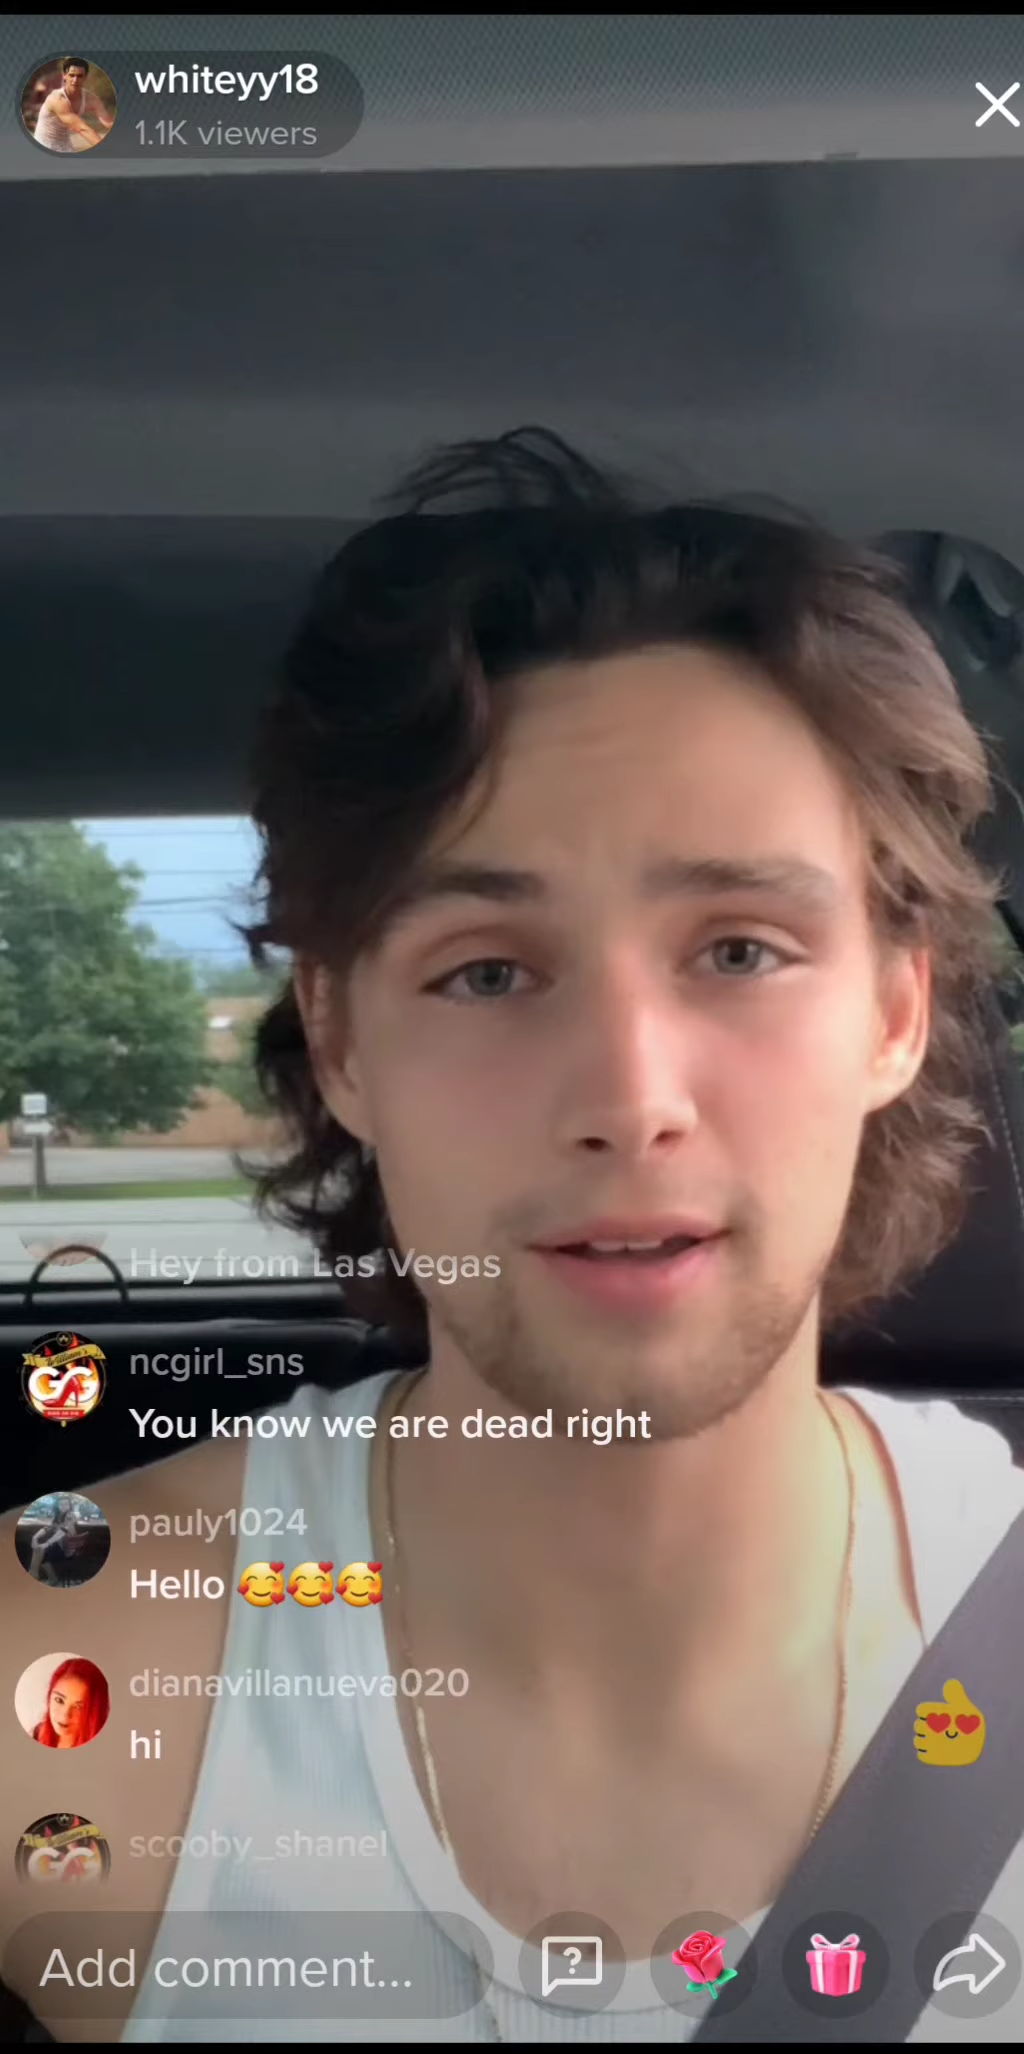 whiteyy18
1.1K viewers
Hey from Las Vegas
ncgirl_sns
You know we are dead right
pauly1024
Hello 🥰🥰🥰
dianavillanueva020
hi
scooby_shanel
Add comment...